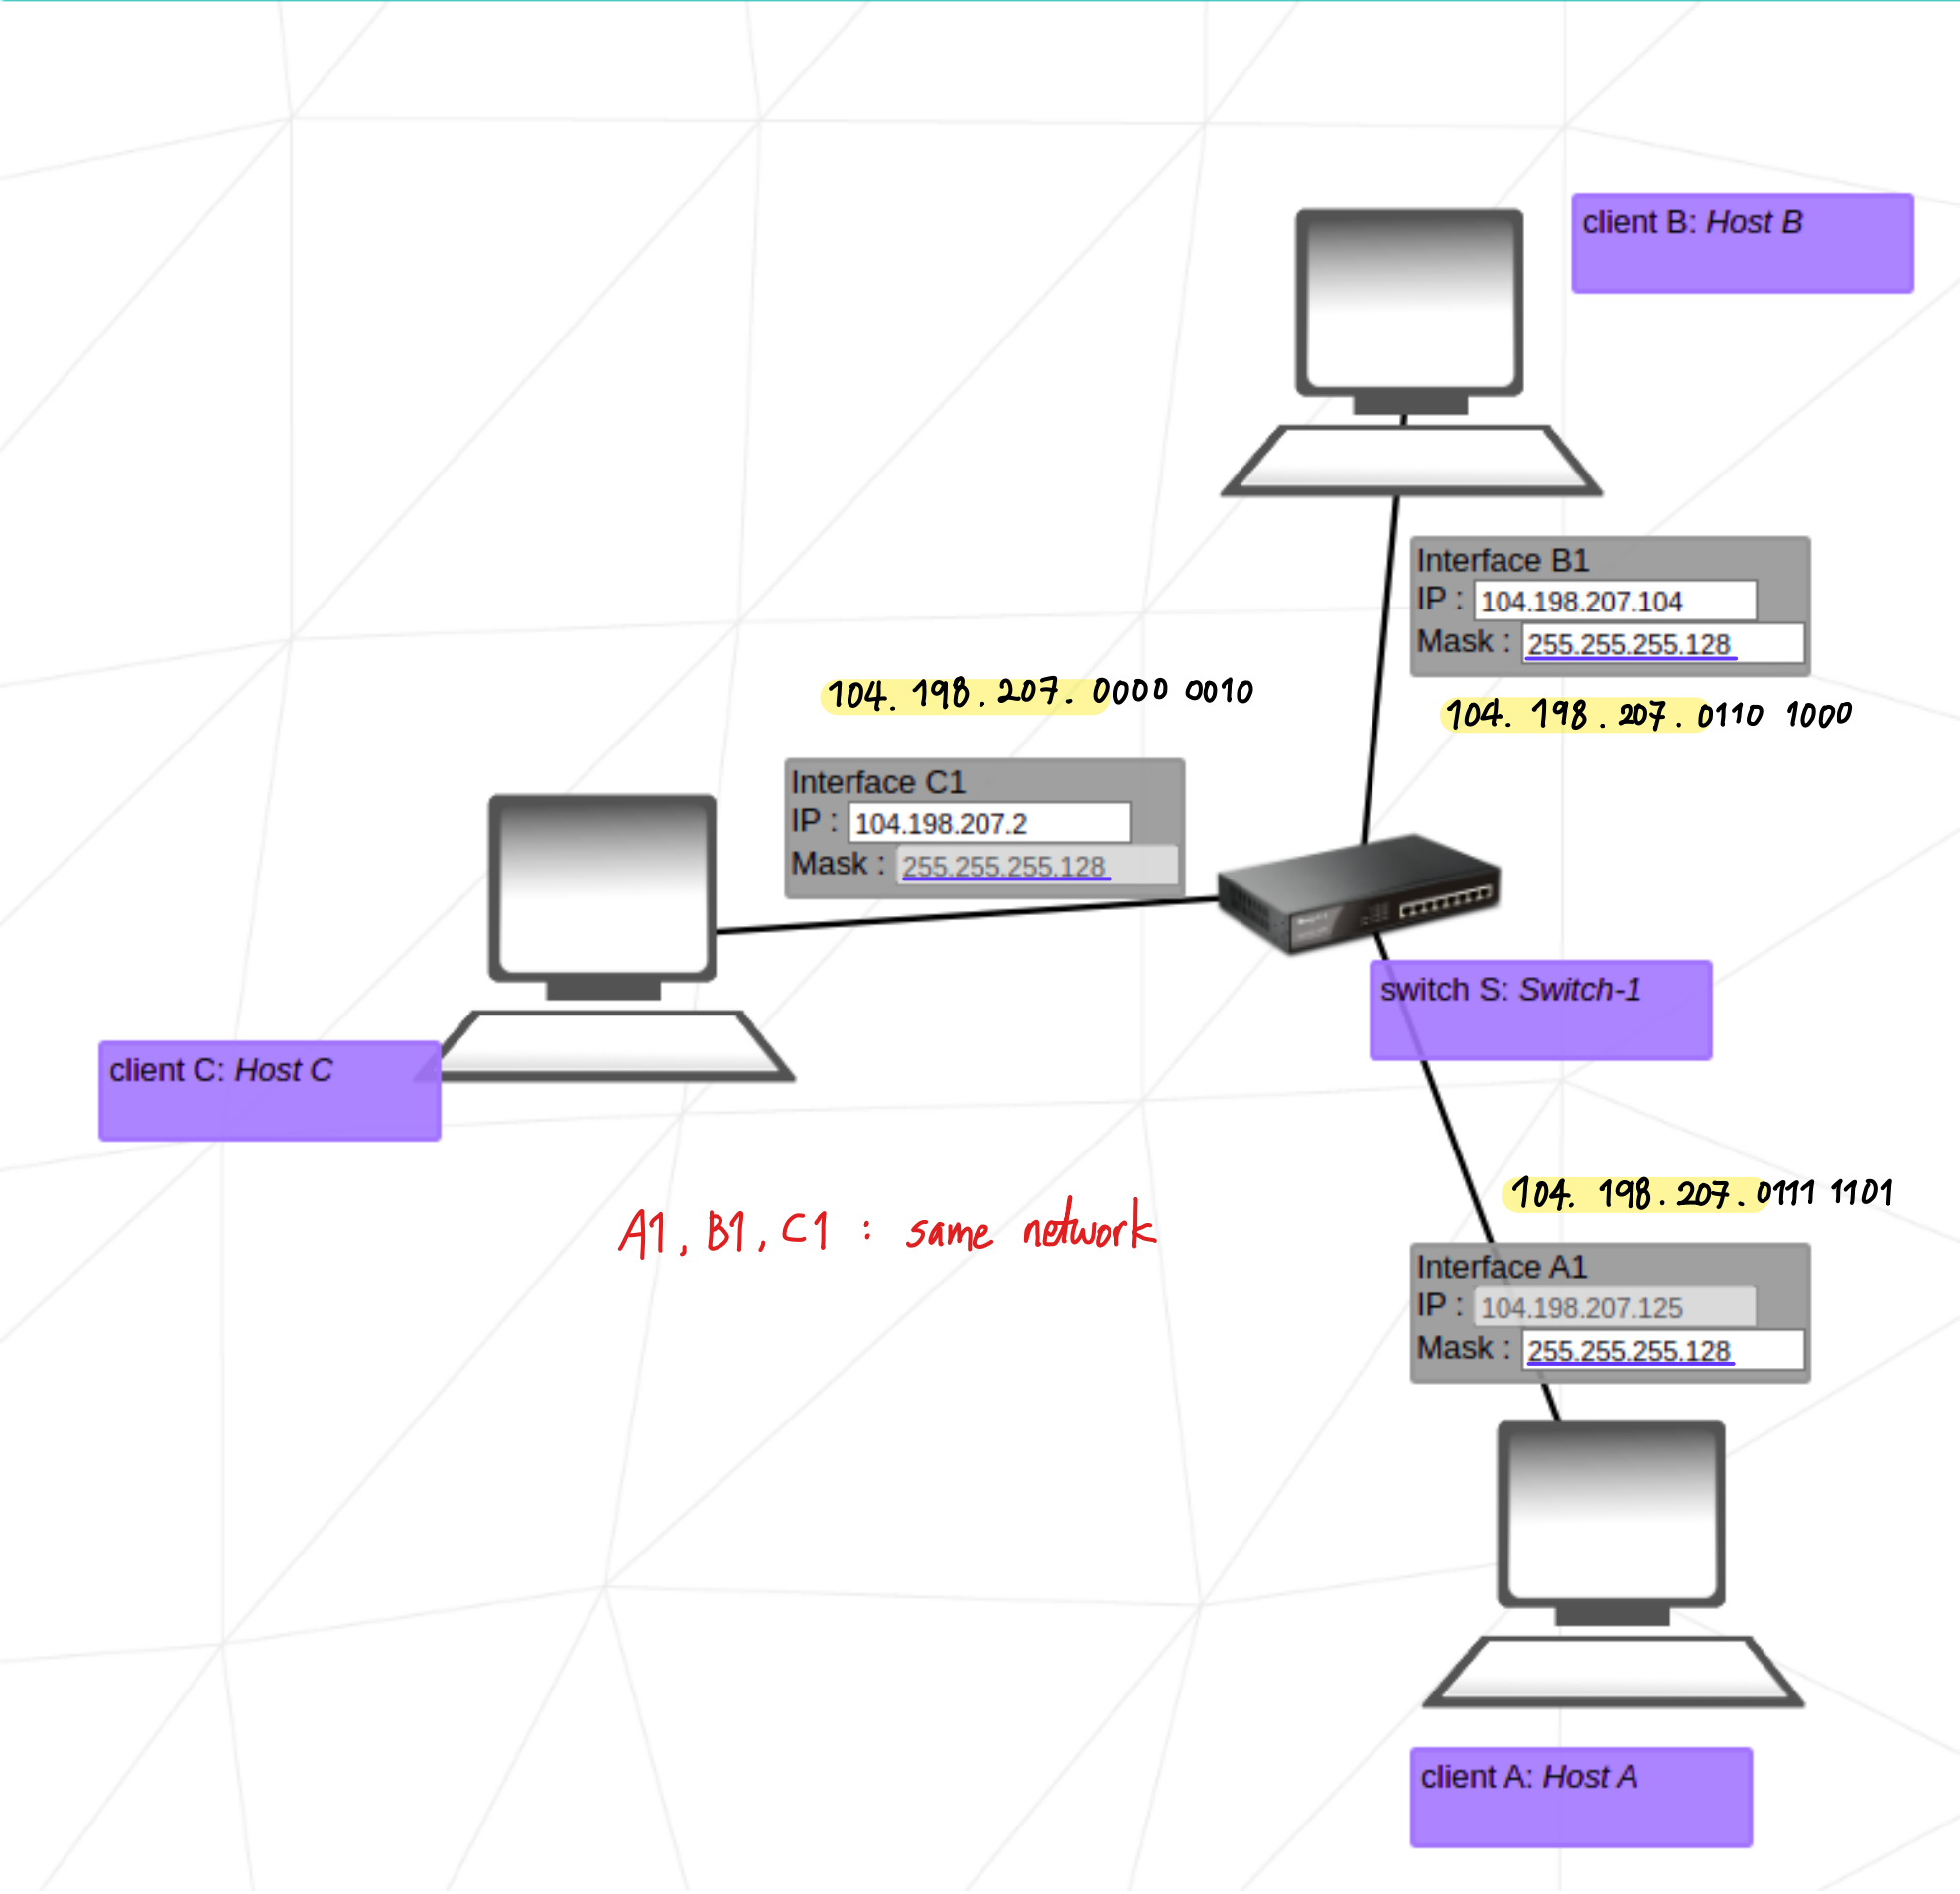 client B: Host B
Interface B1
IP : 104.198.207.104
Mask : 255.255.255.128
104. 198. 207. 0110 1000
104. 198. 207. 0000 0010
Interface C1
IP : 104.198.207.2
Mask : 255.255.255.128
switch S: Switch-1
client C: Host C
104. 198. 207. 0111 1101
A1, B1, C1 : same network
Interface A1
IP : 104.198.207.125
Mask : 255.255.255.128
client A: Host A